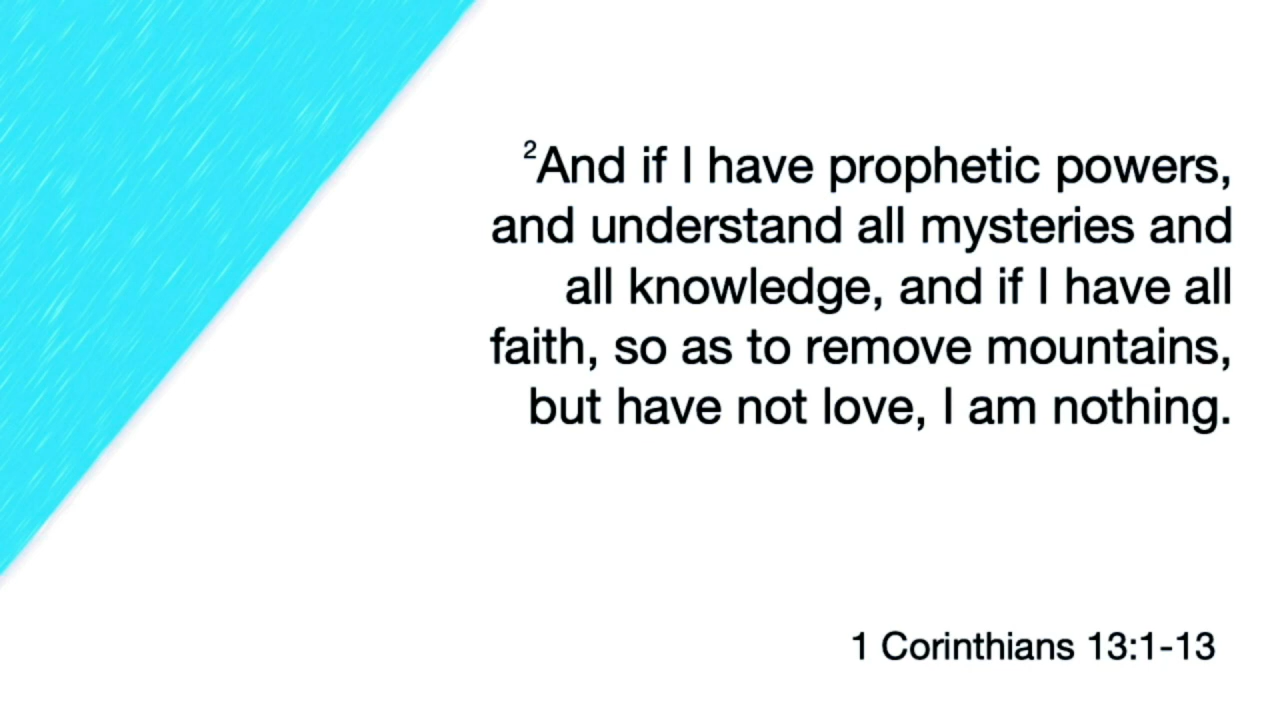 ²And if I have prophetic powers,
and understand all mysteries and
all knowledge, and if I have all
faith, so as to remove mountains,
but have not love, I am nothing.
1 Corinthians 13:1-13